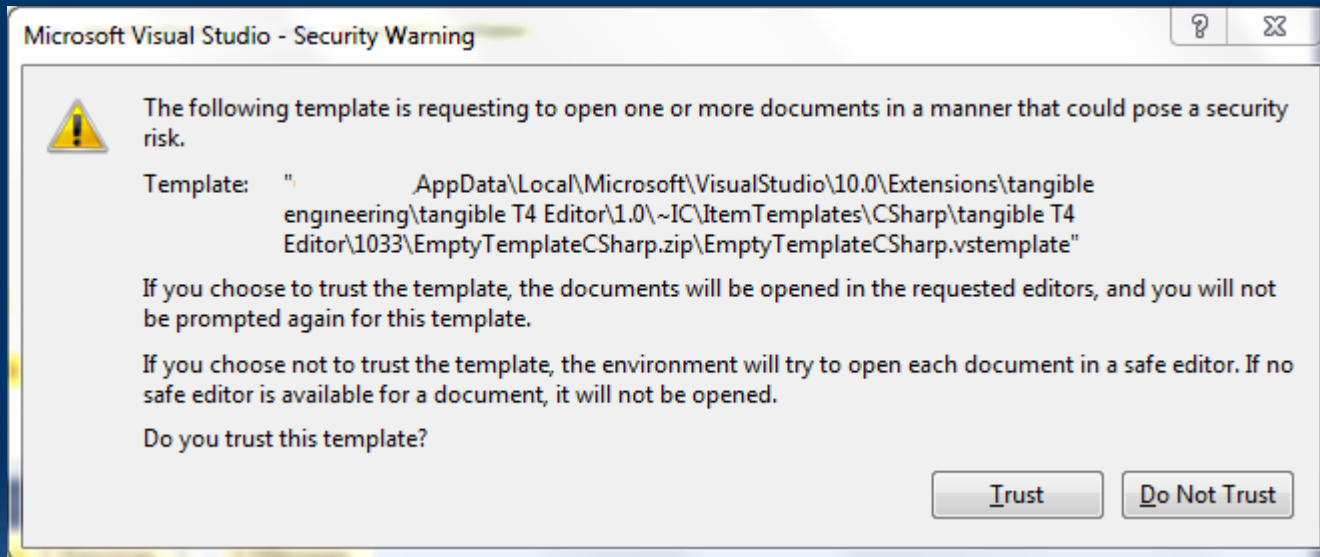 Microsoft Visual Studio - Security Warning
The following template is requesting to open one or more documents in a manner that could pose a security
risk.
Template: " AppData\Local\Microsoft\VisualStudio\10.0\Extensions\tangible
engineering\tangible T4 Editor\1.0\~IC\ItemTemplates\CSharp\tangible T4
Editor\1033\EmptyTemplateCSharp.zip\EmptyTemplateCSharp.vstemplate"
If you choose to trust the template, the documents will be opened in the requested editors, and you will not
be prompted again for this template.
If you choose not to trust the template, the environment will try to open each document in a safe editor. If no
safe editor is available for a document, it will not be opened.
Do you trust this template?
Trust Do Not Trust